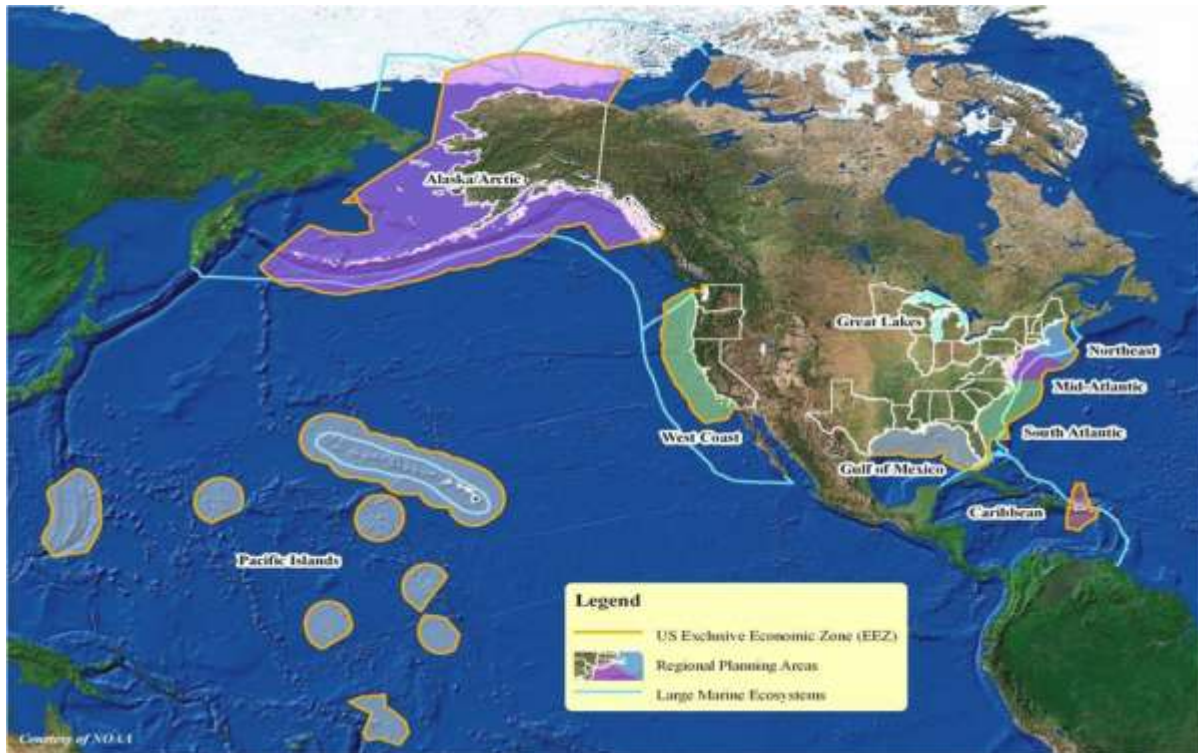 Alaska/Arctic
Great Lakes
Northeast
Mid-Atlantic
West Coast
South Atlantic
Gulf of Mexico
Caribbean
Pacific Islands
Legend
US Exclusive Economic Zone (EEZ)
Regional Planning Areas
Large Marine Ecosystems
Courtesy of NOAA